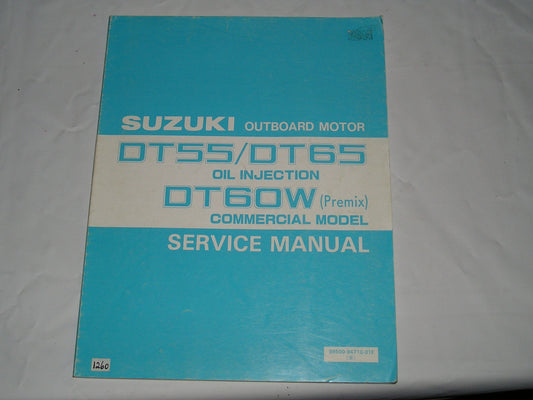 SUZUKI OUTBOARD MOTOR
DT55/DT65
OIL INJECTION
DT60W (Premix)
COMMERCIAL MODEL
SERVICE MANUAL
1260